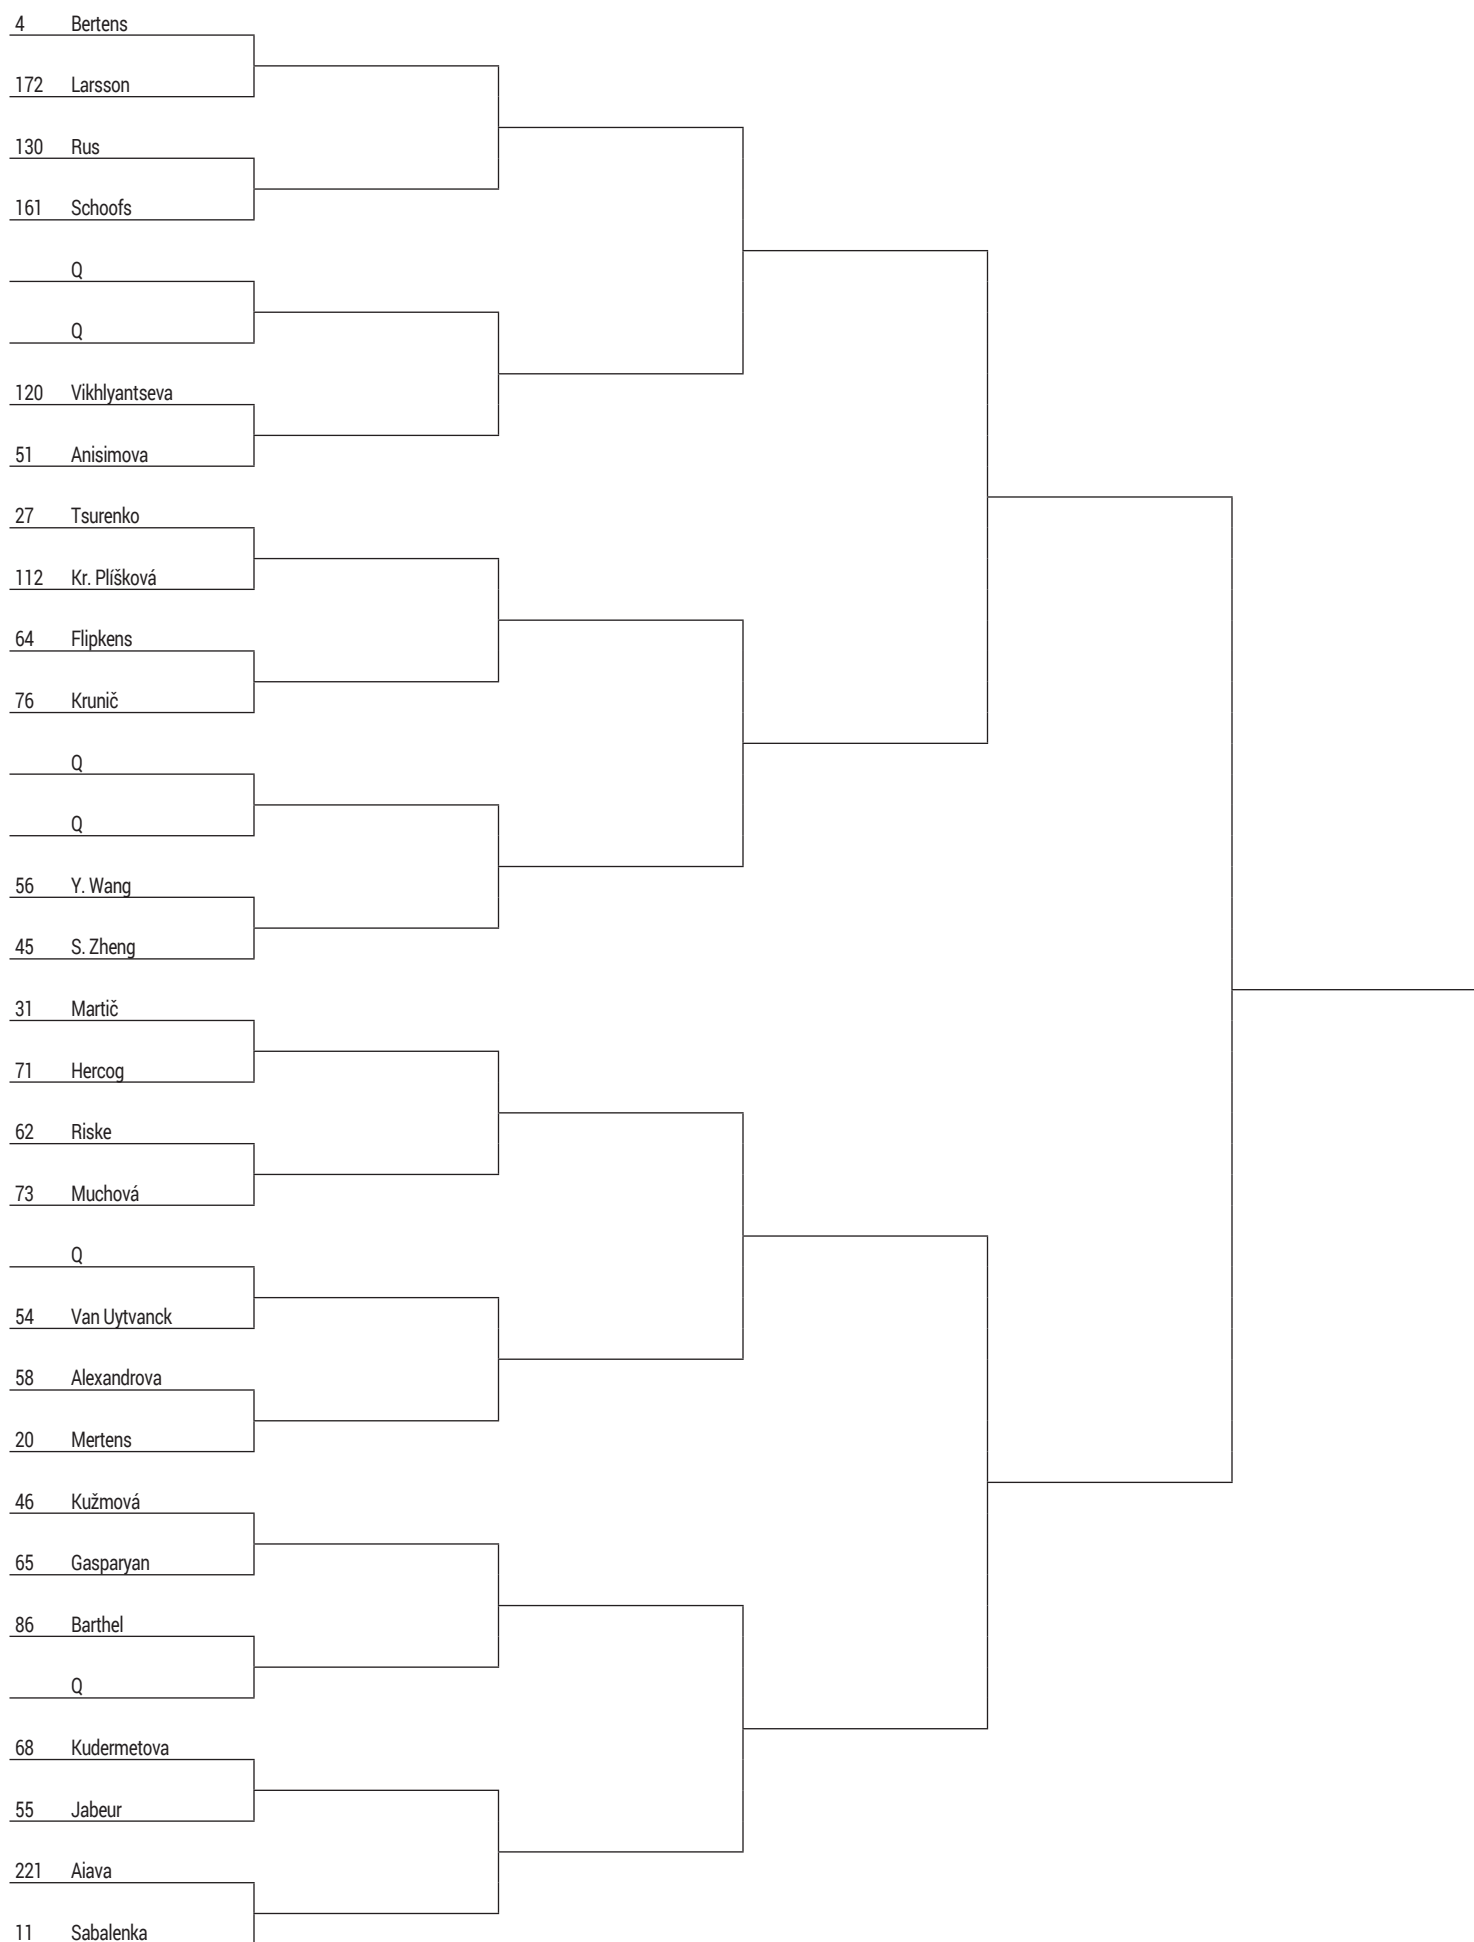 4 Bertens
172 Larsson
130 Rus
161 Schoofs
Q
Q
120 Vikhlyantseva
51 Anisimova
27 Tsurenko
112 Kr. Plíšková
64 Flipkens
76 Krunič
Q
Q
56 Y. Wang
45 S. Zheng
31 Martič
71 Hercog
62 Riske
73 Muchová
Q
54 Van Uytvanck
58 Alexandrova
20 Mertens
46 Kužmová
65 Gasparyan
86 Barthel
Q
68 Kudermetova
55 Jabeur
221 Aiava
11 Sabalenka